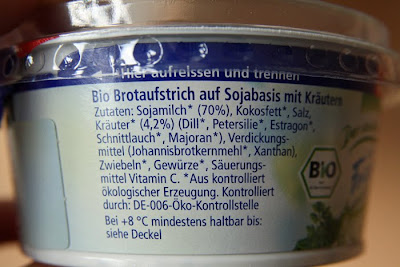 Hier aufreissen und trennen
Bio Brotaufstrich auf Sojabasis mit Kräutern
Zutaten: Sojamilch* (70%), Kokosfett*, Salz,
Kräuter* (4,2%) (Dill*, Petersilie*, Estragon*,
Schnittlauch*, Majoran*), Verdickungs-
mittel (Johannisbrotkernmehl*, Xanthan),
Zwiebeln*, Gewürze*, Säuerungs-
mittel Vitamin C. *Aus kontrolliert
ökologischer Erzeugung. Kontrolliert
durch: DE-006-Öko-Kontrollstelle
Bei +8 °C mindestens haltbar bis:
siehe Deckel
BIO